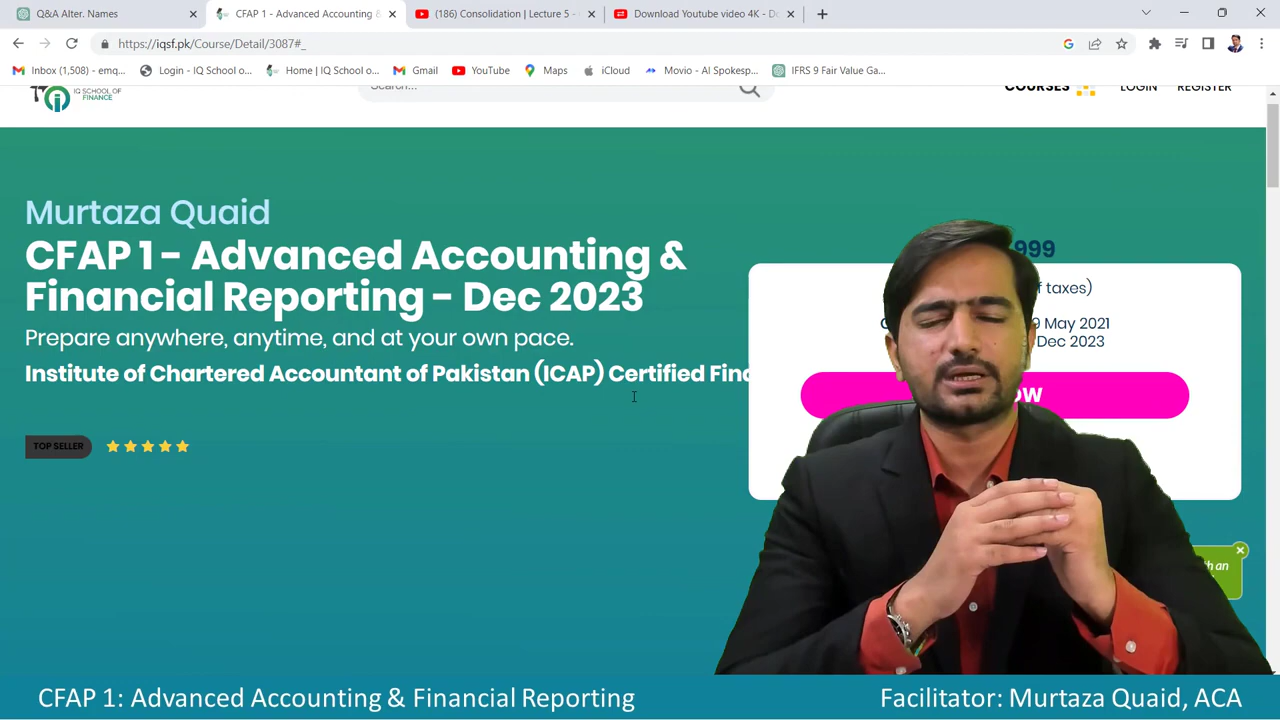 Q&A Alter. Names
CFAP 1 - Advanced Accounting &
(186) Consolidation | Lecture 5 -
Download Youtube video 4K - Do
https://iqsf.pk/Course/Detail/3087#_
Inbox (1,508) - emq...
Login - IQ School o...
Home | IQ School o...
Gmail
YouTube
Maps
iCloud
Movio - AI Spokesp...
IFRS 9 Fair Value Ga...
IQ SCHOOL OF
FINANCE
Search...
COURSES
LOGIN
REGISTER
Murtaza Quaid
CFAP 1 - Advanced Accounting &
Financial Reporting - Dec 2023
Prepare anywhere, anytime, and at your own pace.
Institute of Chartered Accountant of Pakistan (ICAP) Certified Fina
TOP SELLER
999
of taxes)
9 May 2021
Dec 2023
OW
th an
CFAP 1: Advanced Accounting & Financial Reporting
Facilitator: Murtaza Quaid, ACA